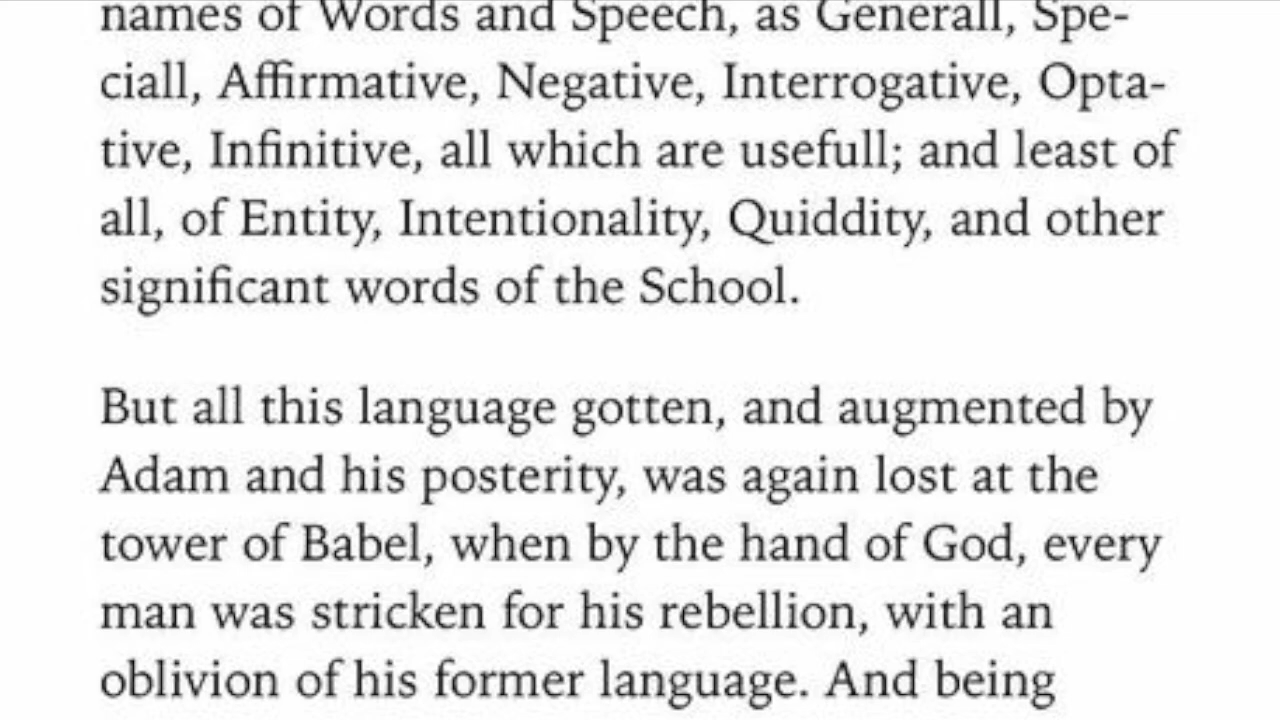 names of Words and Speech, as Generall, Spe-
ciall, Affirmative, Negative, Interrogative, Opta-
tive, Infinitive, all which are usefull; and least of
all, of Entity, Intentionality, Quiddity, and other
significant words of the School.
But all this language gotten, and augmented by
Adam and his posterity, was again lost at the
tower of Babel, when by the hand of God, every
man was stricken for his rebellion, with an
oblivion of his former language. And being